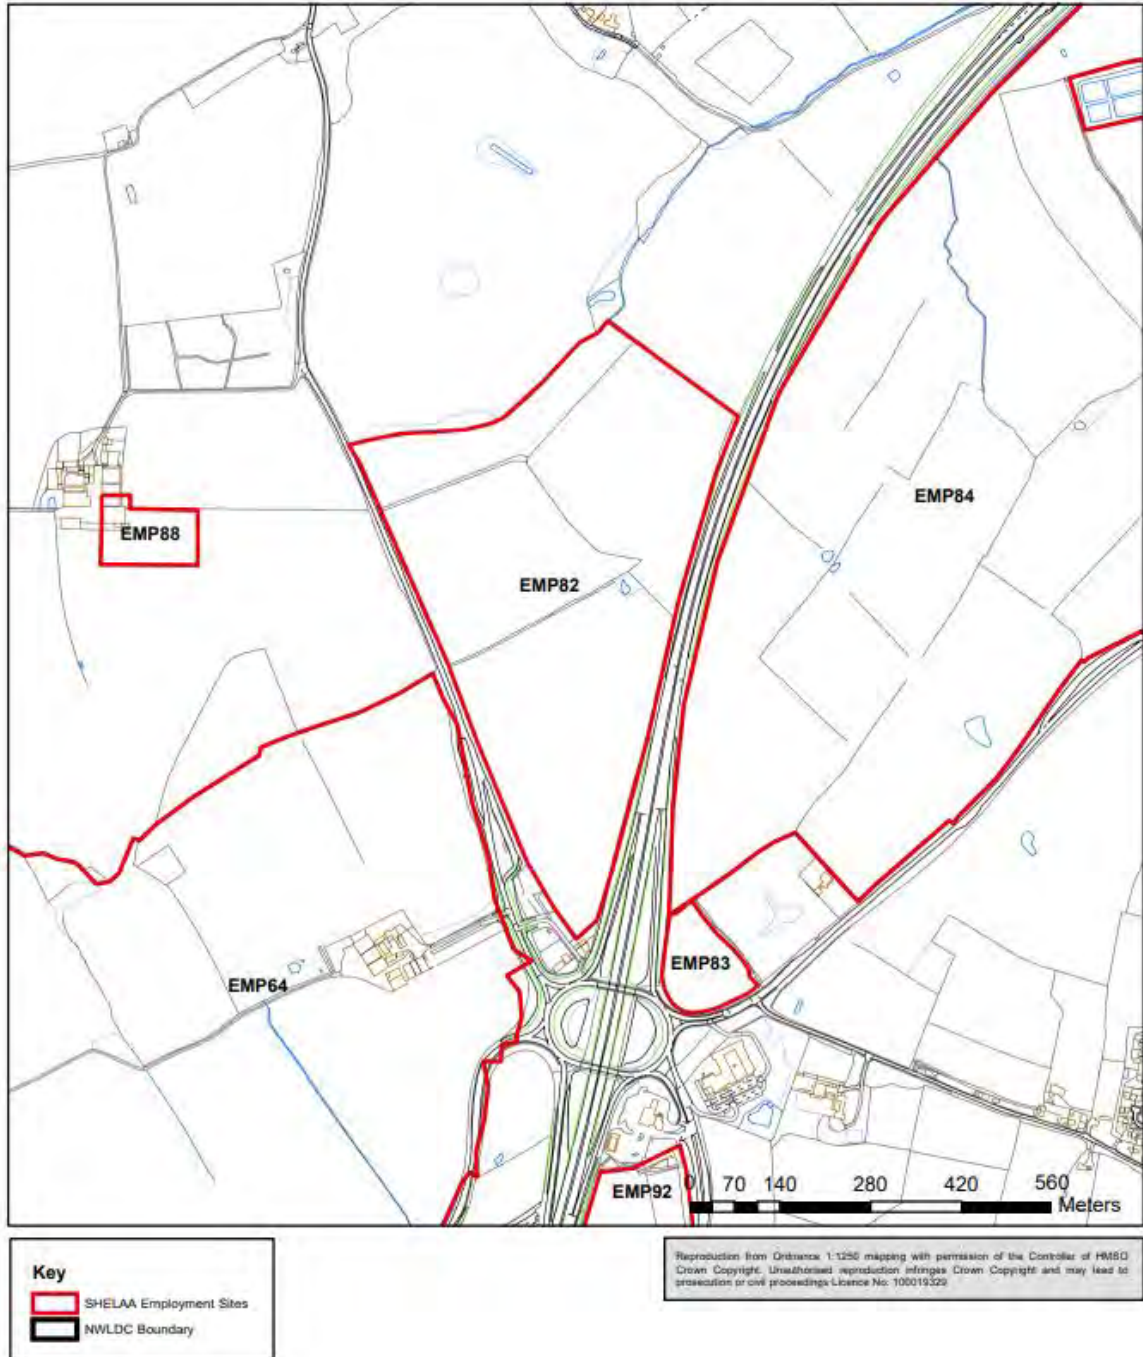 EMP84
EMP88
EMP82
EMP83
EMP64
EMP92
0 70 140 280 420 560
Meters
Key
SHELAA Employment Sites
NWLDC Boundary
Reproduction from Ordnance 1:1250 mapping with permission of the Controller of HMSO
Crown Copyright. Unauthorised reproduction infringes Crown Copyright and may lead to
prosecution or civil proceedings Licence No: 100019329